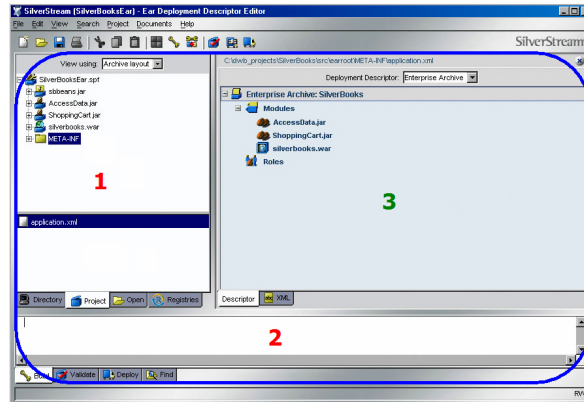 SilverStream [SilverBooksEar] - Ear Deployment Descriptor Editor
File Edit View Search Project Documents Help
SilverStream
View using: Archive layout
SilverBooksEar.spf
sbbeans.jar
AccessData.jar
ShoppingCart.jar
silverbooks.war
META-INF
1
application.xml
Directory Project Open Registries
C:\dwb_projects\SilverBooks\src\earroot\META-INF\application.xml
Deployment Descriptor: Enterprise Archive
Enterprise Archive: SilverBooks
Modules
AccessData.jar
ShoppingCart.jar
silverbooks.war
Roles
3
Descriptor XML
2
Build Validate Deploy Find